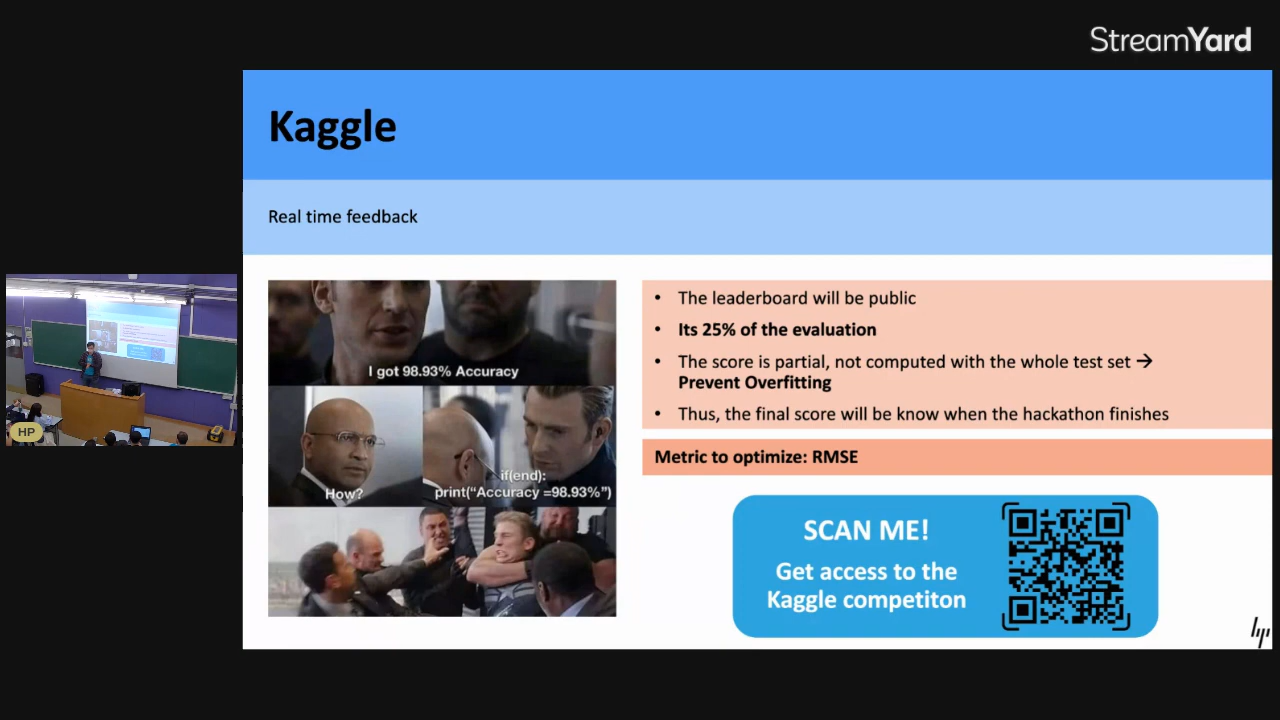 StreamYard
Kaggle
Real time feedback
I got 98.93% Accuracy
How?
if(end):
print(“Accuracy =98.93%”)
• The leaderboard will be public
• Its 25% of the evaluation
• The score is partial, not computed with the whole test set →
Prevent Overfitting
• Thus, the final score will be know when the hackathon finishes
Metric to optimize: RMSE
SCAN ME!
Get access to the
Kaggle competiton
hp
HP